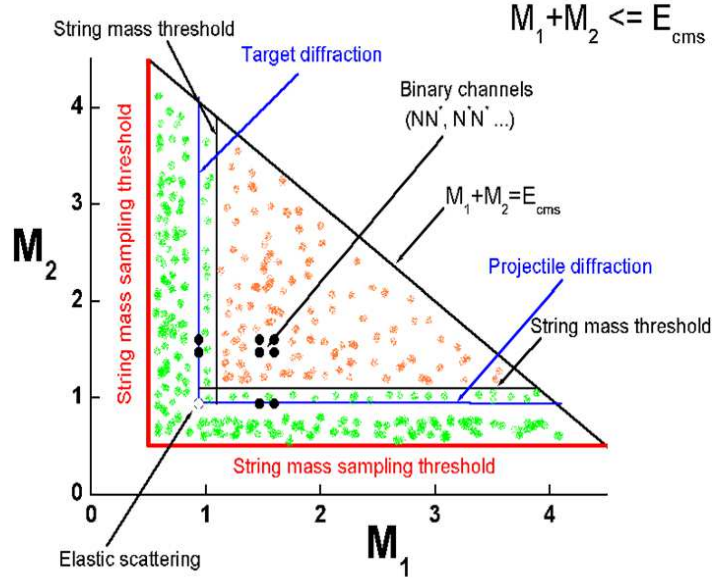 M1+M2 <= Ecms
String mass threshold
Target diffraction
Binary channels
(NN*, N*N* ...)
M1+M2=Ecms
Projectile diffraction
String mass threshold
String mass sampling threshold
String mass sampling threshold
Elastic scattering
M2
M1
4
3
2
1
0
0
1
2
3
4